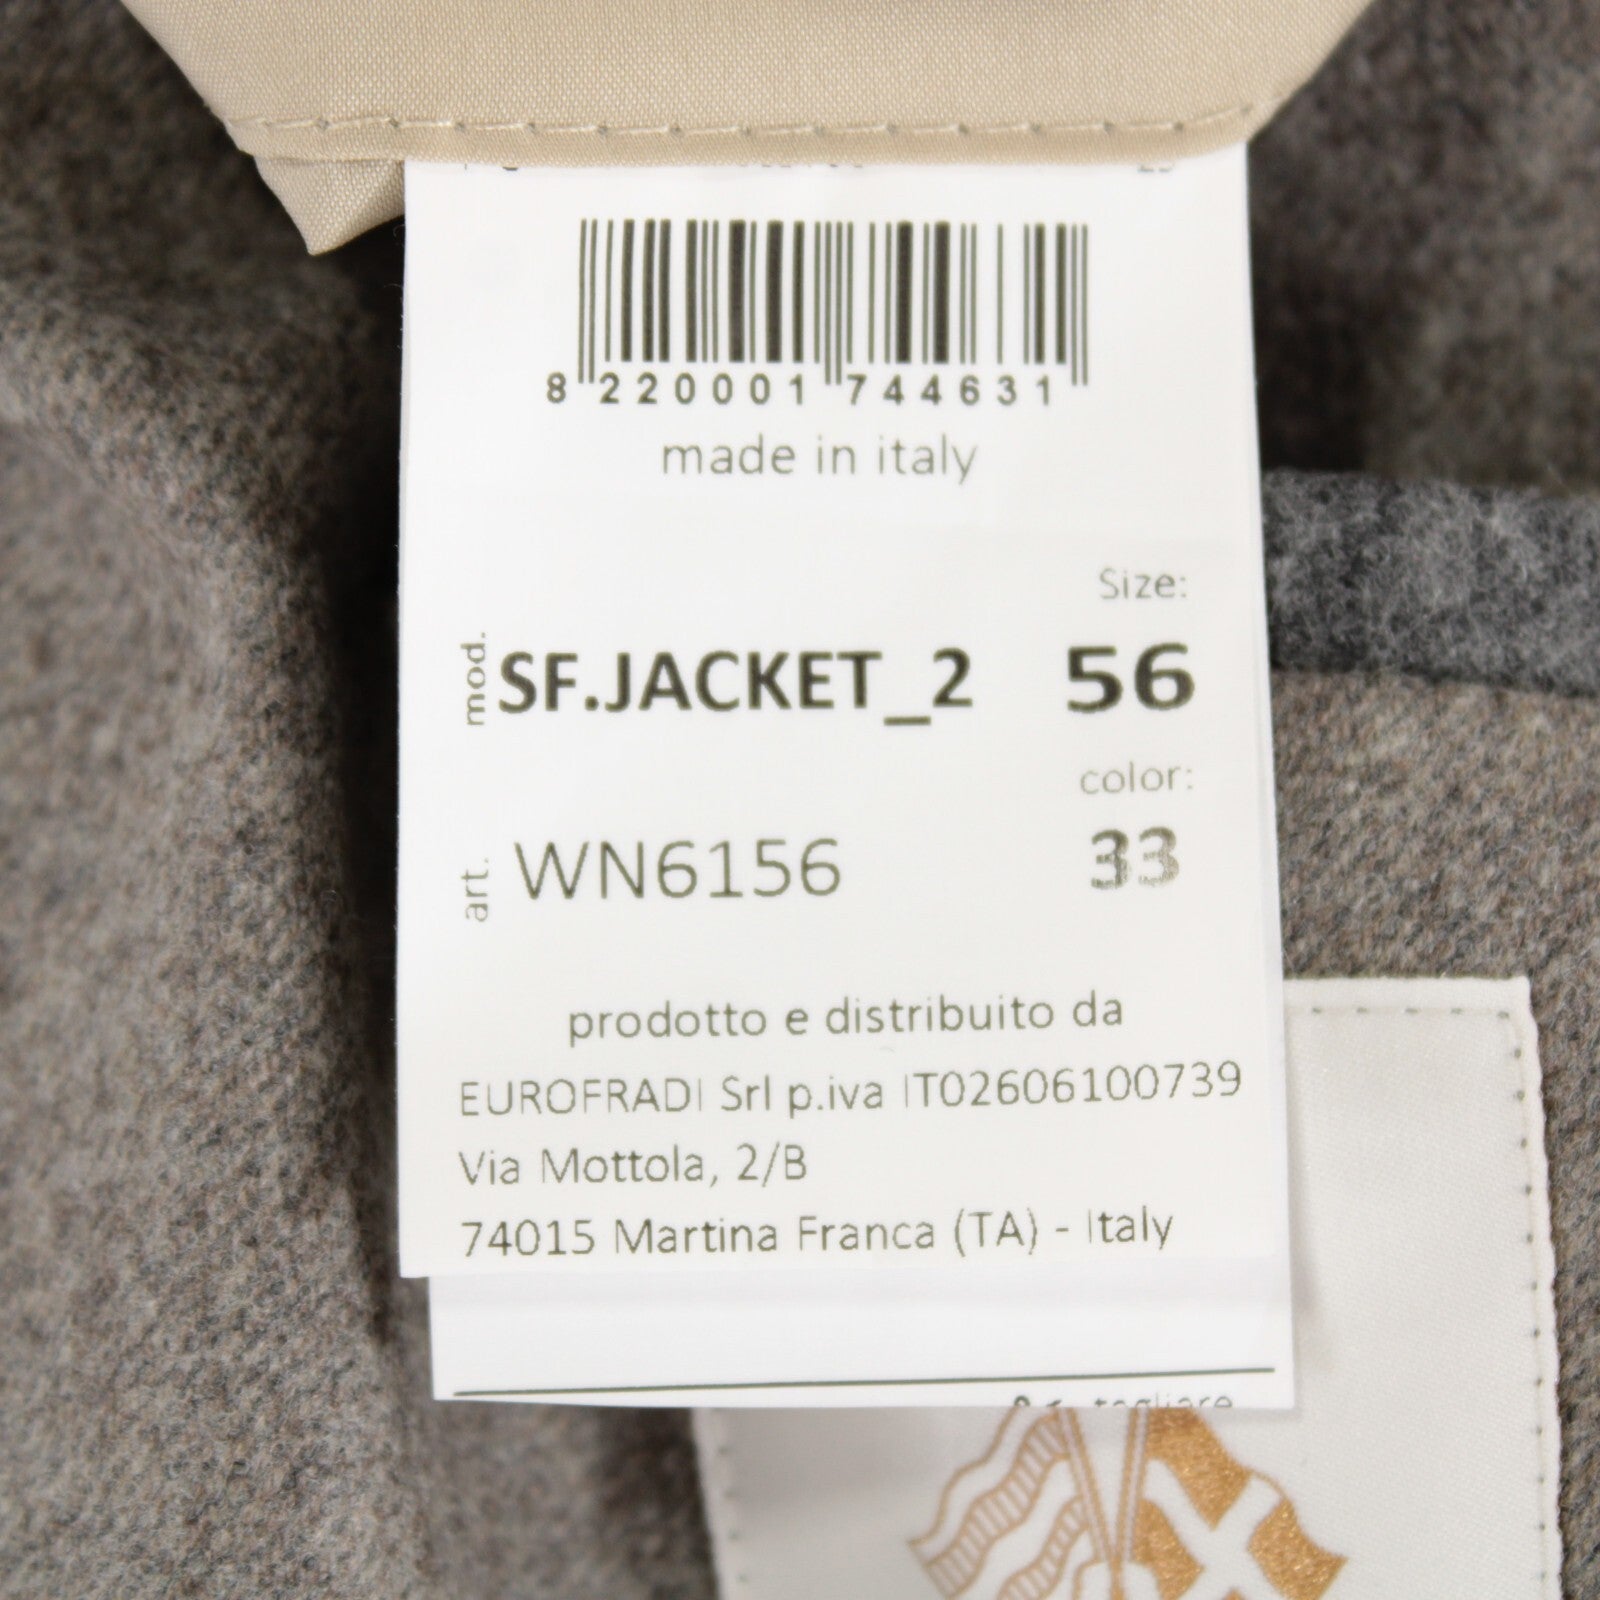 8 220001 744631
made in italy
Size:
mod. SF.JACKET_2 56
color:
art. WN6156 33
prodotto e distribuito da
EUROFRADI Srl p.iva IT02606100739
Via Mottola, 2/B
74015 Martina Franca (TA) - Italy
tagliare